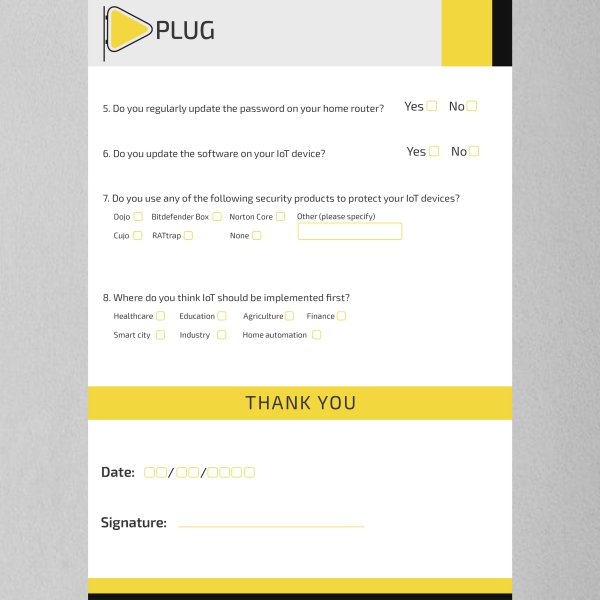 PLUG
5. Do you regularly update the password on your home router? Yes No
6. Do you update the software on your IoT device? Yes No
7. Do you use any of the following security products to protect your IoT devices?
Dojo Bitdefender Box Norton Core Other (please specify)
Cujo RATtrap None
8. Where do you think IoT should be implemented first?
Healthcare Education Agriculture Finance
Smart city Industry Home automation
THANK YOU
Date: / /
Signature: